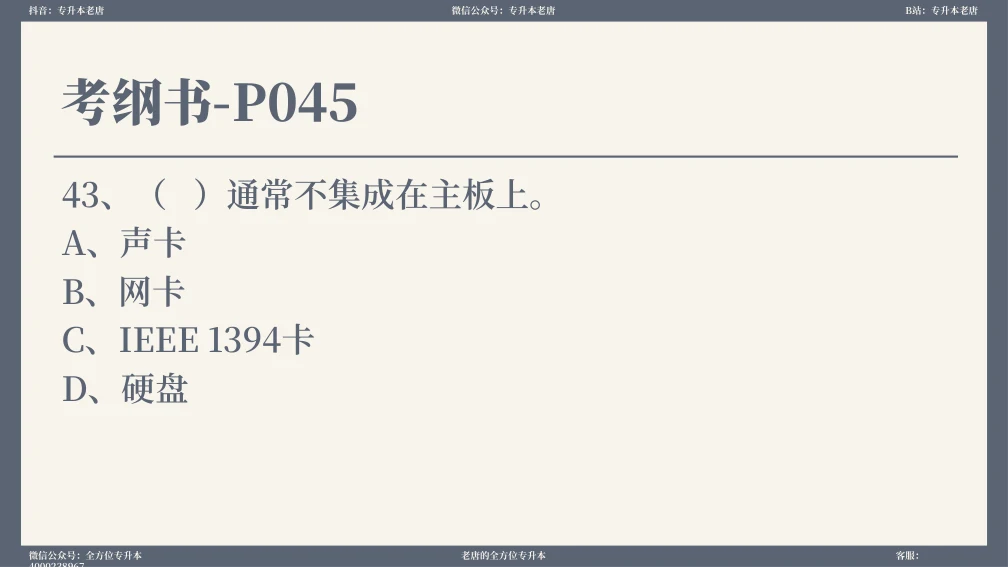 抖音：专升本老唐
微信公众号：专升本老唐
B站：专升本老唐
考纲书-P045
43、（ ）通常不集成在主板上。
A、声卡
B、网卡
C、IEEE 1394卡
D、硬盘
微信公众号：全方位专升本
老唐的全方位专升本
客服：